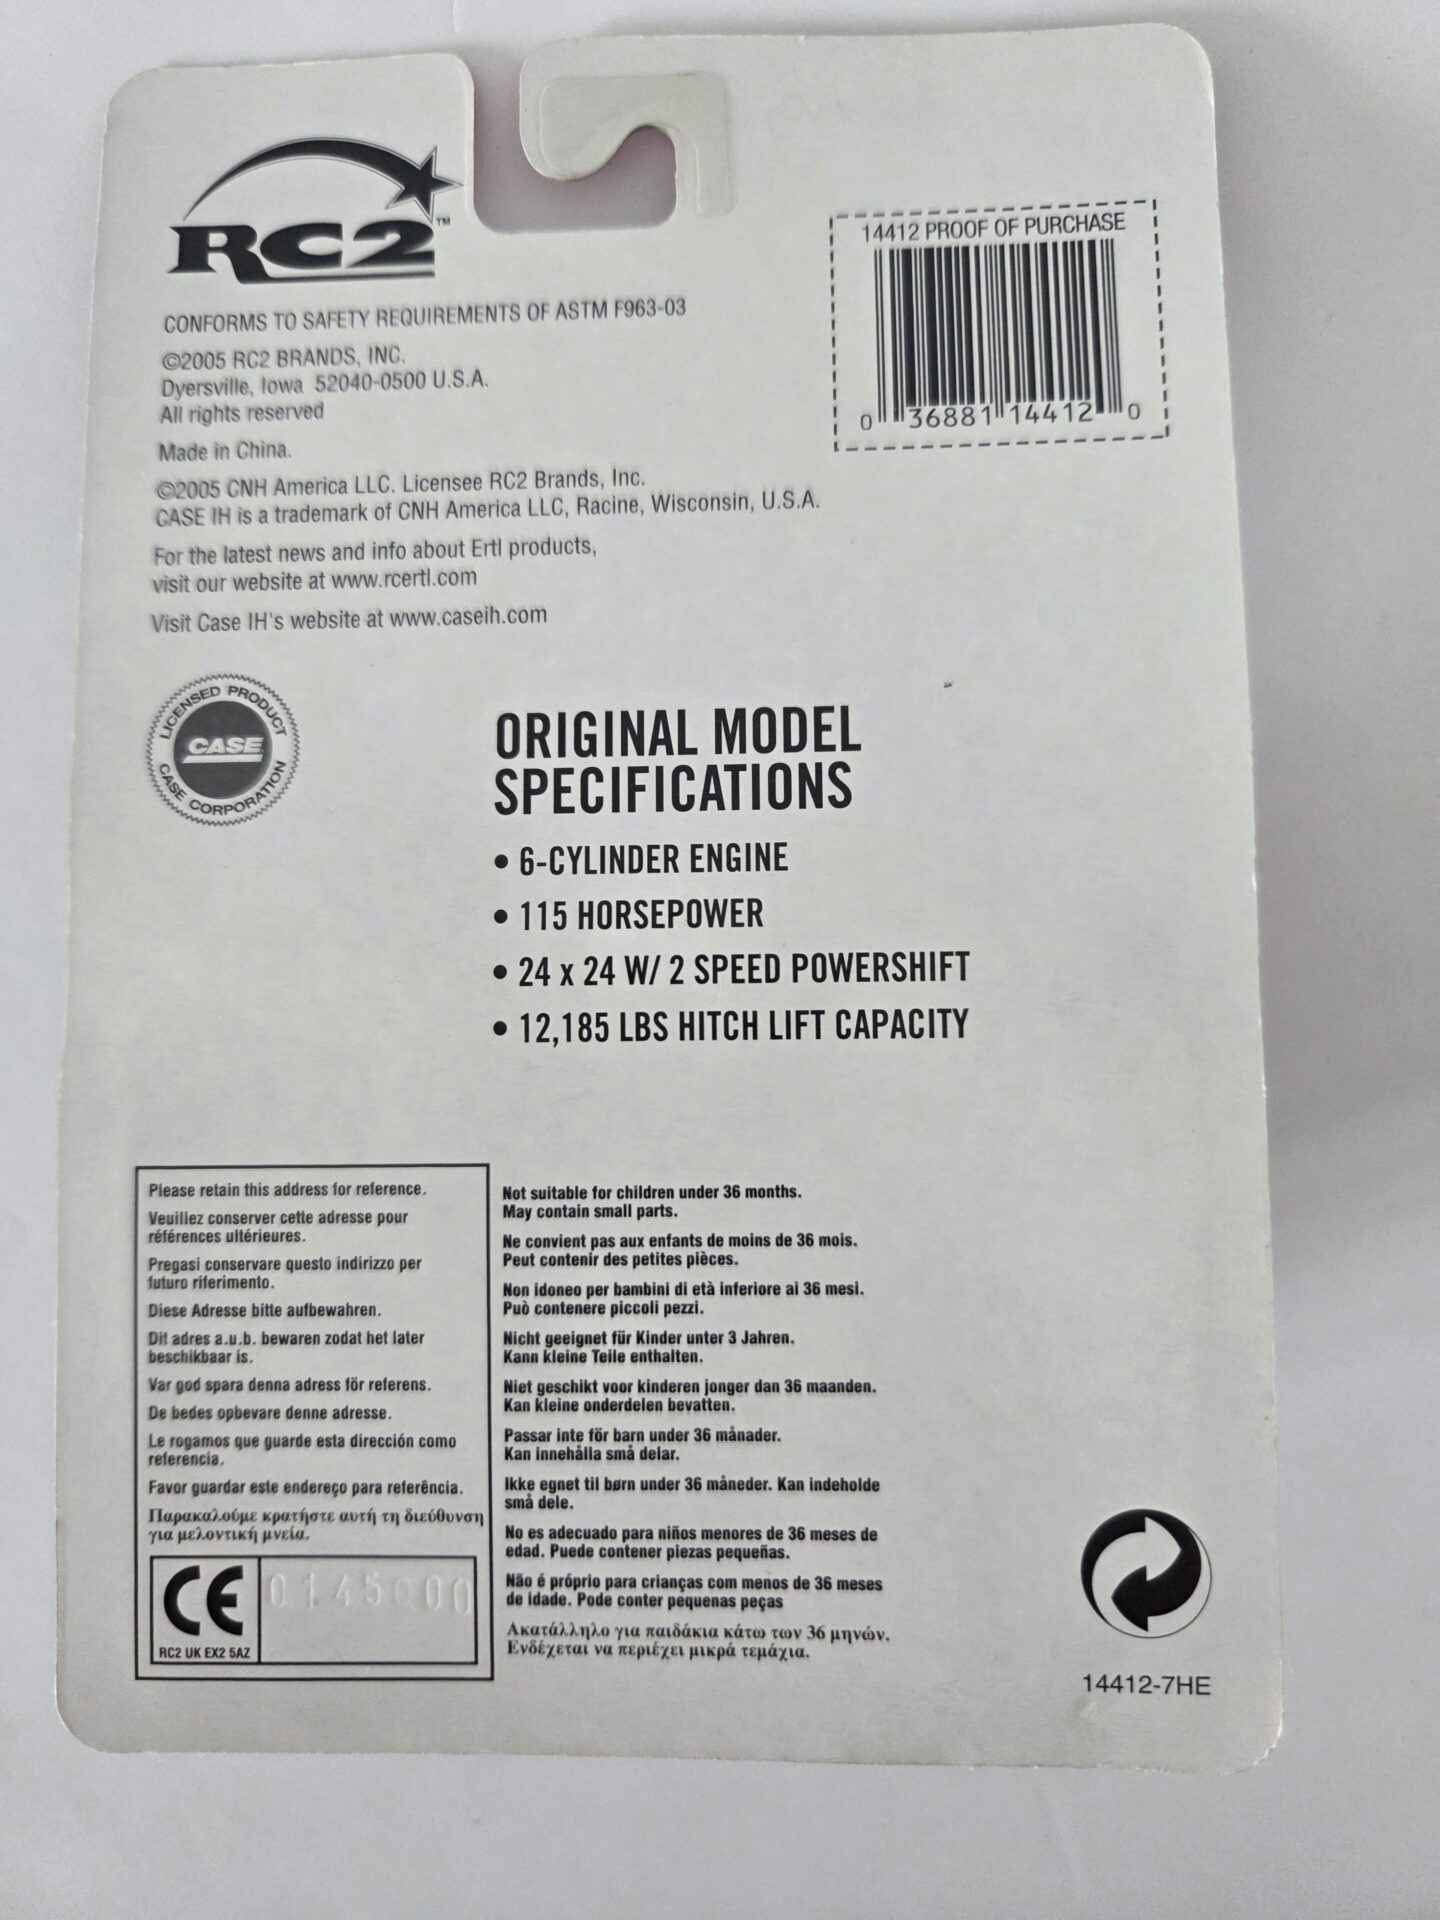 RC2™
CONFORMS TO SAFETY REQUIREMENTS OF ASTM F963-03
©2005 RC2 BRANDS, INC.
Dyersville, Iowa 52040-0500 U.S.A.
All rights reserved
Made in China.
©2005 CNH America LLC. Licensee RC2 Brands, Inc.
CASE IH is a trademark of CNH America LLC, Racine, Wisconsin, U.S.A.
For the latest news and info about Ertl products,
visit our website at www.rcertl.com
Visit Case IH's website at www.caseih.com
14412 PROOF OF PURCHASE
0 36881 14412 0
LICENSED PRODUCT
CASE
CASE CORPORATION
ORIGINAL MODEL
SPECIFICATIONS
• 6-CYLINDER ENGINE
• 115 HORSEPOWER
• 24 x 24 W/ 2 SPEED POWERSHIFT
• 12,185 LBS HITCH LIFT CAPACITY
Please retain this address for reference.
Veuillez conserver cette adresse pour
références ultérieures.
Pregasi conservare questo indirizzo per
futuro riferimento.
Diese Adresse bitte aufbewahren.
Dit adres a.u.b. bewaren zodat het later
beschikbaar is.
Var god spara denna adress för referens.
De bedes opbevare denne adresse.
Le rogamos que guarde esta dirección como
referencia.
Favor guardar este endereço para referência.
Παρακαλούμε κρατήστε αυτή τη διεύθυνση
για μελοντική μνεία.
CE
RC2 UK EX2 5AZ
Not suitable for children under 36 months.
May contain small parts.
Ne convient pas aux enfants de moins de 36 mois.
Peut contenir des petites pièces.
Non idoneo per bambini di età inferiore ai 36 mesi.
Può contenere piccoli pezzi.
Nicht geeignet für Kinder unter 3 Jahren.
Kann kleine Teile enthalten.
Niet geschikt voor kinderen jonger dan 36 maanden.
Kan kleine onderdelen bevatten.
Passar inte för barn under 36 månader.
Kan innehålla små delar.
Ikke egnet til børn under 36 måneder. Kan indeholde
små dele.
No es adecuado para niños menores de 36 meses de
edad. Puede contener piezas pequeñas.
Não é próprio para crianças com menos de 36 meses
de idade. Pode conter pequenas peças
Ακατάλληλο για παιδάκια κάτω των 36 μηνών.
Ενδέχεται να περιέχει μικρά τεμάχια.
14412-7HE